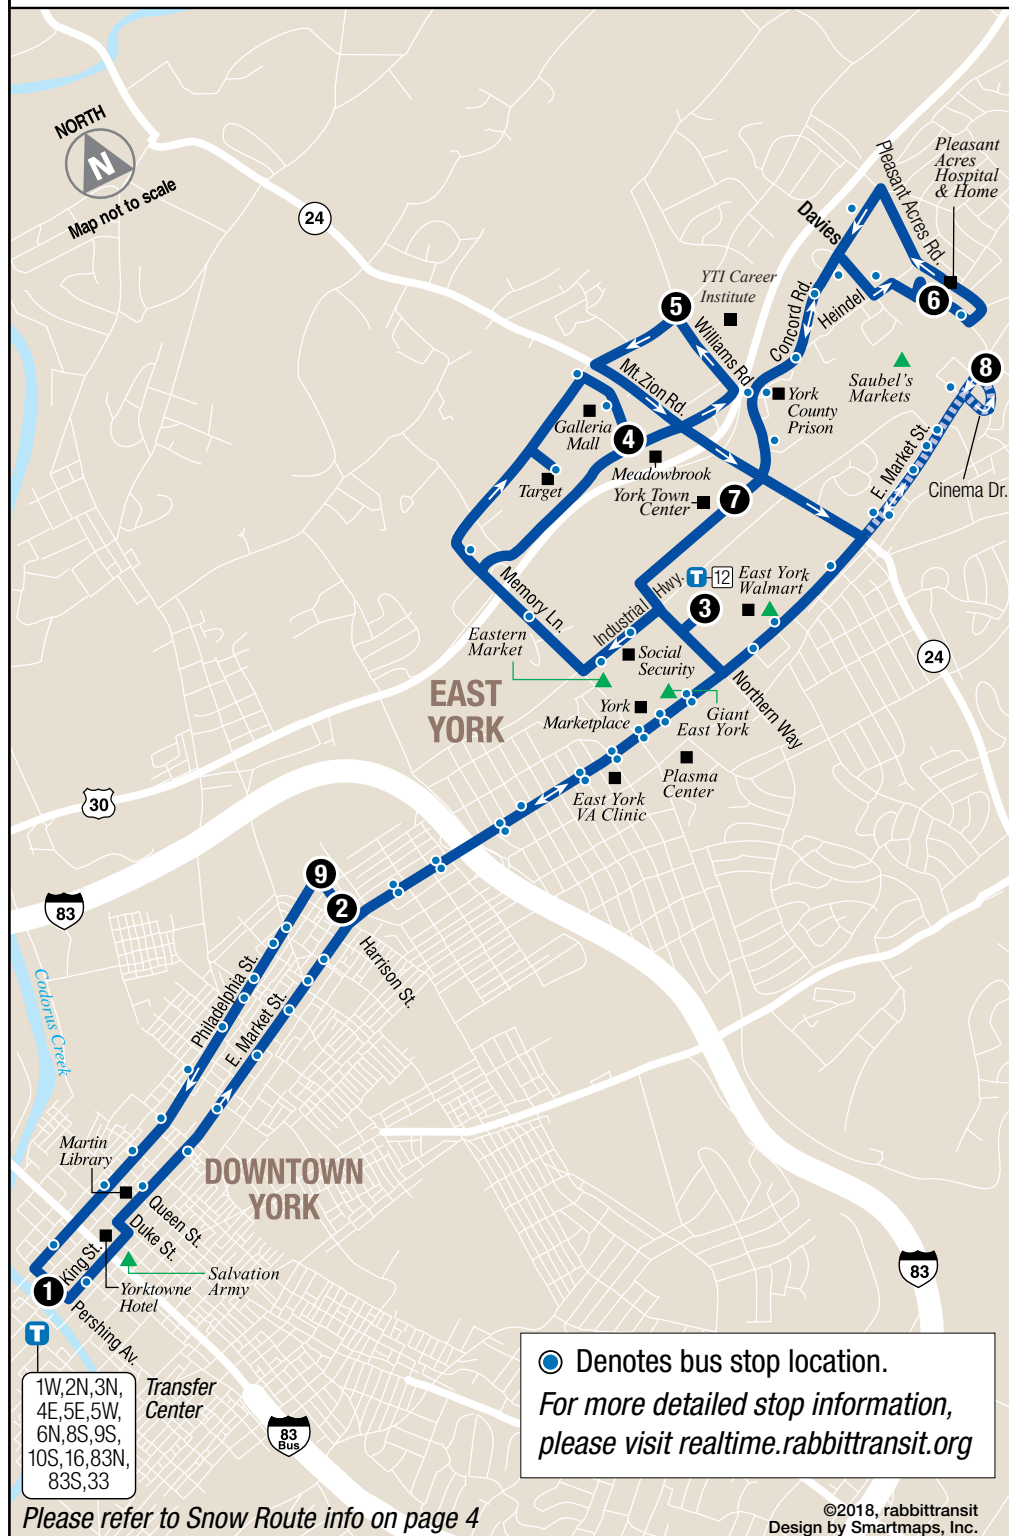 NORTH
N
Map not to scale
24
Pleasant
Acres
Hospital
& Home
Pleasant Acres Rd.
Davies
YTI Career
Institute
Concord Rd.
Heindel
6
5
Williams Rd
Mt. Zion Rd.
Saubel's
Markets
8
York
County
Prison
Galleria
Mall
4
Meadowbrook
Target
York Town
Center
7
E. Market St.
Cinema Dr.
Memory Ln.
Industrial Hwy.
T
12
East York
Walmart
3
Eastern
Market
Social
Security
24
EAST
YORK
York
Marketplace
Giant
East York
Northern Way
Plasma
Center
East York
VA Clinic
30
83
9
2
Harrison St.
Codorus Creek
Philadelphia St.
E. Market St.
Martin
Library
DOWNTOWN
YORK
Queen St.
Duke St.
King St.
1
Yorktowne
Hotel
Salvation
Army
Pershing Av.
83
T
1W,2N,3N,
4E,5E,5W,
6N,8S,9S,
10S,16,83N,
83S,33
Transfer
Center
83
Bus
Denotes bus stop location.
For more detailed stop information,
please visit realtime.rabbittransit.org
Please refer to Snow Route info on page 4
©2018, rabbittransit
Design by Smartmaps, Inc.